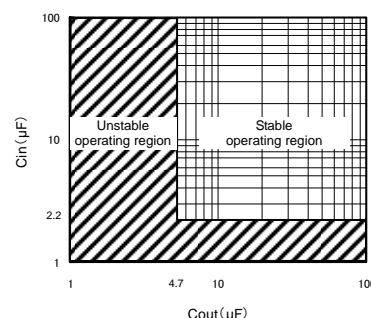 100
Unstable
operating region
Stable
operating region
Cin(µF)
10
2.2
1
1
4.7
10
100
Cout(µF)